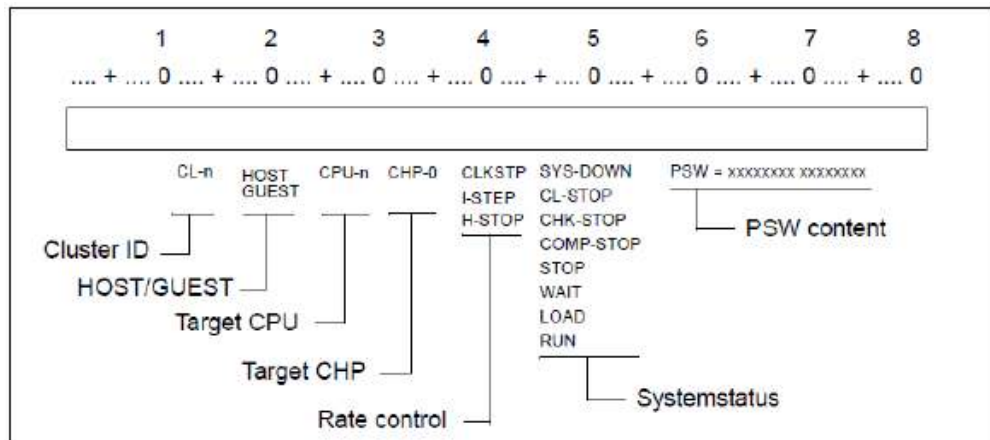 1 2 3 4 5 6 7 8
.... + .... 0 .... + .... 0 .... + .... 0 .... + .... 0 .... + .... 0 .... + .... 0 .... + .... 0 .... + .... 0
CL-n HOST CPU-n CHP-0 CLKSTP SYS-DOWN PSW = xxxxxxxx xxxxxxxx
GUEST I-STEP CL-STOP
H-STOP CHK-STOP
Cluster ID COMP-STOP PSW content
STOP
HOST/GUEST WAIT
Target CPU LOAD
RUN
Target CHP
Systemstatus
Rate control